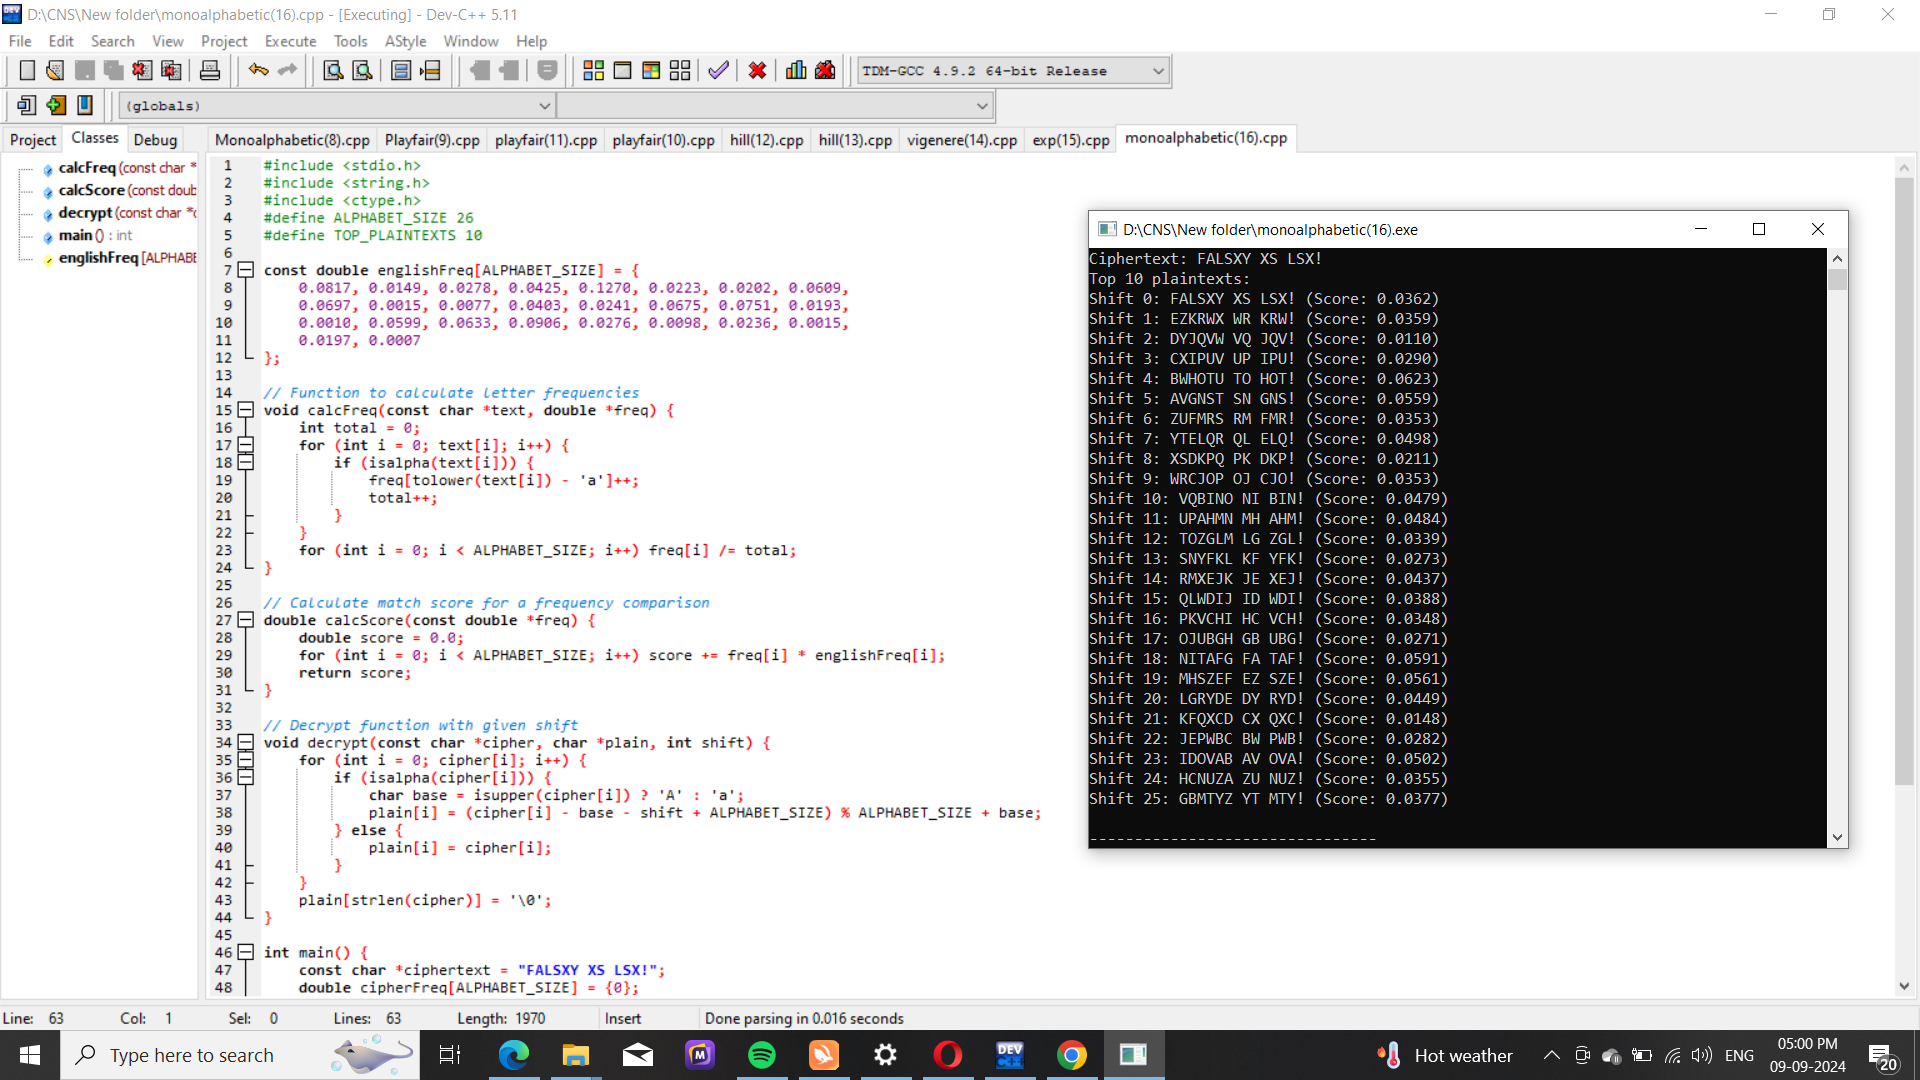 D:\CNS\New folder\monoalphabetic(16).cpp - [Executing] - Dev-C++ 5.11
File Edit Search View Project Execute Tools AStyle Window Help
TDM-GCC 4.9.2 64-bit Release
(globals)
Project Classes Debug
Monoalphabetic(8).cpp Playfair(9).cpp playfair(11).cpp playfair(10).cpp hill(12).cpp hill(13).cpp vigenere(14).cpp exp(15).cpp monoalphabetic(16).cpp
calcFreq (const char *
calcScore (const doub
decrypt (const char *c
main () : int
englishFreq [ALPHABE
1 #include <stdio.h>
2 #include <string.h>
3 #include <ctype.h>
4 #define ALPHABET_SIZE 26
5 #define TOP_PLAINTEXTS 10
6
7 const double englishFreq[ALPHABET_SIZE] = {
8 0.0817, 0.0149, 0.0278, 0.0425, 0.1270, 0.0223, 0.0202, 0.0609,
9 0.0697, 0.0015, 0.0077, 0.0403, 0.0241, 0.0675, 0.0751, 0.0193,
10 0.0010, 0.0599, 0.0633, 0.0906, 0.0276, 0.0098, 0.0236, 0.0015,
11 0.0197, 0.0007
12 };
13
14 // Function to calculate letter frequencies
15 void calcFreq(const char *text, double *freq) {
16 int total = 0;
17 for (int i = 0; text[i]; i++) {
18 if (isalpha(text[i])) {
19 freq[tolower(text[i]) - 'a']++;
20 total++;
21 }
22 }
23 for (int i = 0; i < ALPHABET_SIZE; i++) freq[i] /= total;
24 }
25
26 // Calculate match score for a frequency comparison
27 double calcScore(const double *freq) {
28 double score = 0.0;
29 for (int i = 0; i < ALPHABET_SIZE; i++) score += freq[i] * englishFreq[i];
30 return score;
31 }
32
33 // Decrypt function with given shift
34 void decrypt(const char *cipher, char *plain, int shift) {
35 for (int i = 0; cipher[i]; i++) {
36 if (isalpha(cipher[i])) {
37 char base = isupper(cipher[i]) ? 'A' : 'a';
38 plain[i] = (cipher[i] - base - shift + ALPHABET_SIZE) % ALPHABET_SIZE + base;
39 } else {
40 plain[i] = cipher[i];
41 }
42 }
43 plain[strlen(cipher)] = '\0';
44 }
45
46 int main() {
47 const char *ciphertext = "FALSXY XS LSX!";
48 double cipherFreq[ALPHABET_SIZE] = {0};
D:\CNS\New folder\monoalphabetic(16).exe
Ciphertext: FALSXY XS LSX!
Top 10 plaintexts:
Shift 0: FALSXY XS LSX! (Score: 0.0362)
Shift 1: EZKRWX WR KRW! (Score: 0.0359)
Shift 2: DYJQVW VQ JQV! (Score: 0.0110)
Shift 3: CXIPUV UP IPU! (Score: 0.0290)
Shift 4: BWHOTU TO HOT! (Score: 0.0623)
Shift 5: AVGNST SN GNS! (Score: 0.0559)
Shift 6: ZUFMRS RM FMR! (Score: 0.0353)
Shift 7: YTELQR QL ELQ! (Score: 0.0498)
Shift 8: XSDKPQ PK DKP! (Score: 0.0211)
Shift 9: WRCJOP OJ CJO! (Score: 0.0353)
Shift 10: VQBINO NI BIN! (Score: 0.0479)
Shift 11: UPAHMN MH AHM! (Score: 0.0484)
Shift 12: TOZGLM LG ZGL! (Score: 0.0339)
Shift 13: SNYFKL KF YFK! (Score: 0.0273)
Shift 14: RMXEJK JE XEJ! (Score: 0.0437)
Shift 15: QLWDIJ ID WDI! (Score: 0.0388)
Shift 16: PKVCHI HC VCH! (Score: 0.0348)
Shift 17: OJUBGH GB UBG! (Score: 0.0271)
Shift 18: NITAFG FA TAF! (Score: 0.0591)
Shift 19: MHSZEF EZ SZE! (Score: 0.0561)
Shift 20: LGRYDE DY RYD! (Score: 0.0449)
Shift 21: KFQXCD CX QXC! (Score: 0.0148)
Shift 22: JEPWBC BW PWB! (Score: 0.0282)
Shift 23: IDOVAB AV OVA! (Score: 0.0502)
Shift 24: HCNUZA ZU NUZ! (Score: 0.0355)
Shift 25: GBMTYZ YT MTY! (Score: 0.0377)
--------------------------------
Line: 63 Col: 1 Sel: 0 Lines: 63 Length: 1970 Insert Done parsing in 0.016 seconds
Type here to search
M
DEV C++
Hot weather
ENG
05:00 PM
09-09-2024
20